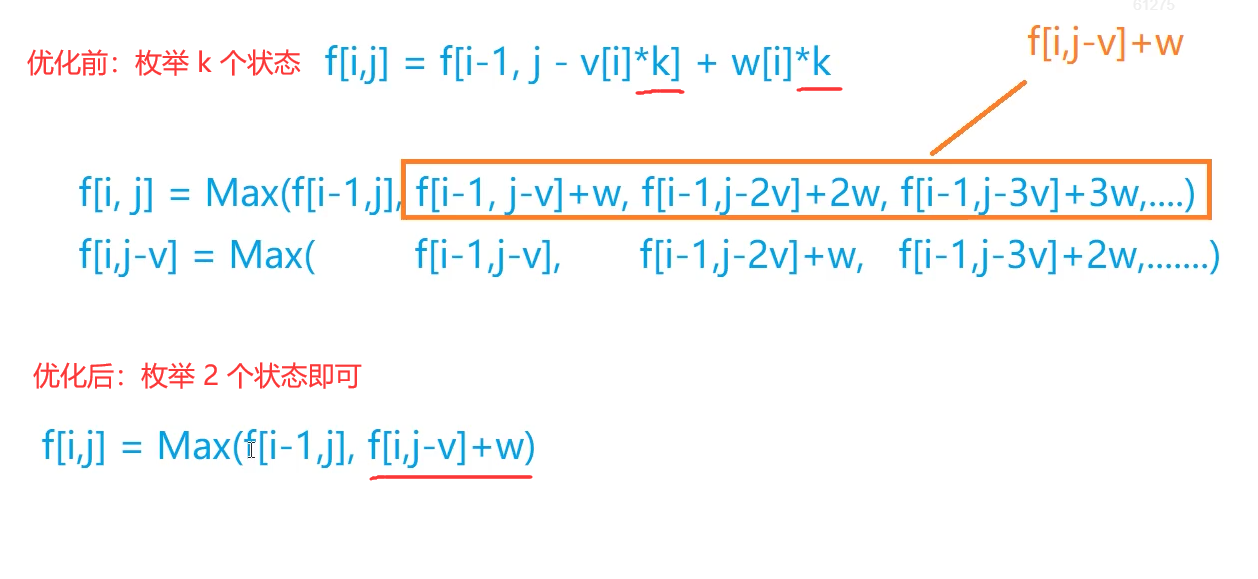 61275
f[i,j-v]+w
优化前：枚举 k 个状态 f[i,j] = f[i-1, j - v[i]*k] + w[i]*k
f[i, j] = Max(f[i-1,j], f[i-1, j-v]+w, f[i-1,j-2v]+2w, f[i-1,j-3v]+3w,....)
f[i,j-v] = Max( f[i-1,j-v], f[i-1,j-2v]+w, f[i-1,j-3v]+2w,.......)
优化后：枚举 2 个状态即可
f[i,j] = Max(f[i-1,j], f[i,j-v]+w)